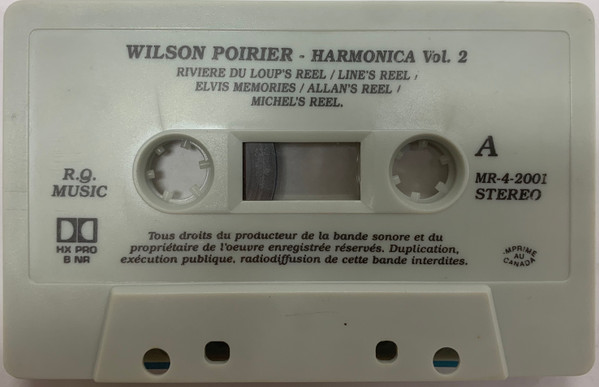 WILSON POIRIER - HARMONICA Vol. 2
RIVIERE DU LOUP'S REEL / LINE'S REEL /
ELVIS MEMORIES / ALLAN'S REEL /
MICHEL'S REEL.
A
R.Q.
MUSIC
MR-4-2001
STEREO
HX PRO
B NR
Tous droits du producteur de la bande sonore et du
propriétaire de l'oeuvre enregistrée réservés. Duplication,
exécution publique, radiodiffusion de cette bande interdites.
IMPRIMÉ
AU
CANADA